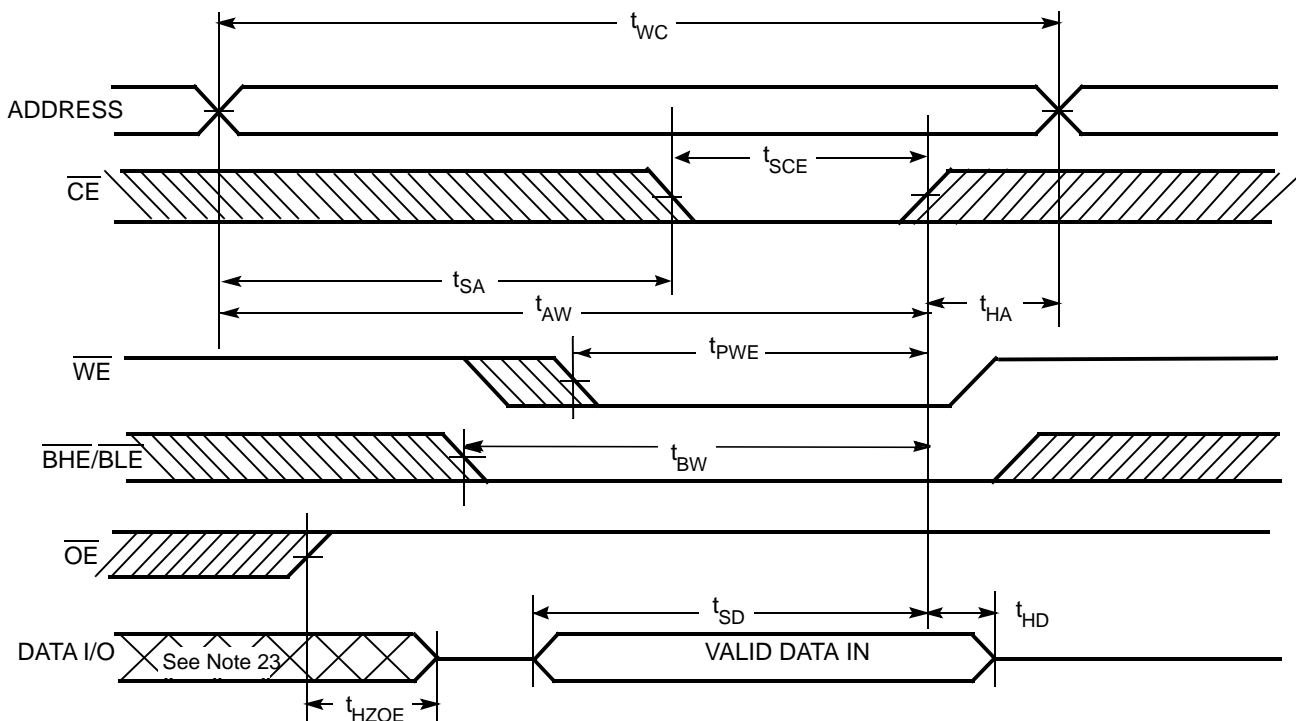 tWC
ADDRESS
tSCE
CE
tSA
tAW
tHA
tPWE
WE
BHE/BLE
tBW
OE
tSD
tHD
DATA I/O
See Note 23
VALID DATA IN
tHZOE